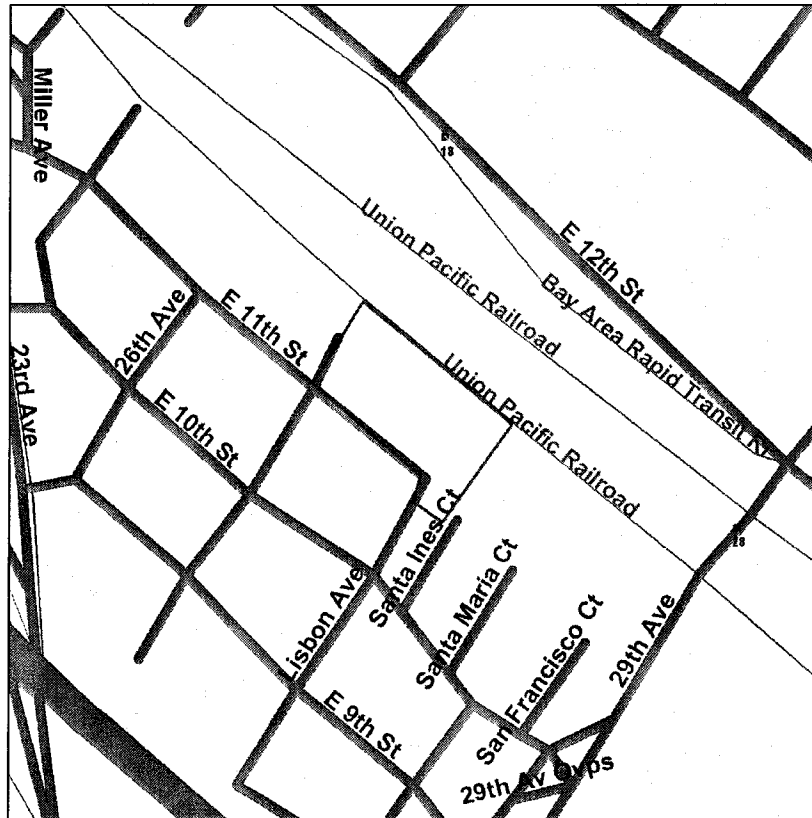 Miller Ave
18
Union Pacific Railroad
E 12th St
Bay Area Rapid Transit R
26th Ave
E 11th St
23rd Ave
E 10th St
Union Pacific Railroad
Santa Ines Ct
Lisbon Ave
Santa Maria Ct
San Francisco Ct
29th Ave
E 9th St
29th Av Ovps